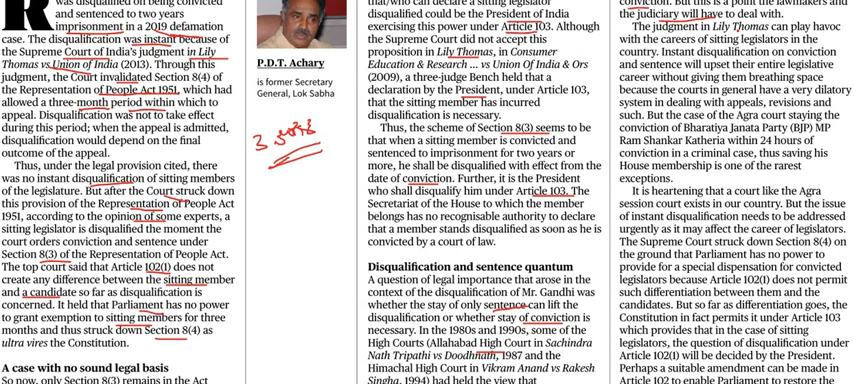 was disqualified on being convicted
and sentenced to two years
imprisonment in a 2019 defamation
case. The disqualification was instant because of
the Supreme Court of India's judgment in Lily
Thomas vs Union of India (2013). Through this
judgment, the Court invalidated Section 8(4) of
the Representation of People Act 1951, which had
allowed a three-month period within which to
appeal. Disqualification was not to take effect
during this period; when the appeal is admitted,
disqualification would depend on the final
outcome of the appeal.
Thus, under the legal provision cited, there
was no instant disqualification of sitting members
of the legislature. But after the Court struck down
this provision of the Representation of People Act
1951, according to the opinion of some experts, a
sitting legislator is disqualified the moment the
court orders conviction and sentence under
Section 8(3) of the Representation of People Act.
The top court said that Article 102(1) does not
create any difference between the sitting member
and a candidate so far as disqualification is
concerned. It held that Parliament has no power
to grant exemption to sitting members for three
months and thus struck down Section 8(4) as
ultra vires the Constitution.
A case with no sound legal basis
So now, only Section 8(3) remains in the Act
P.D.T. Achary
is former Secretary
General, Lok Sabha
that/who can declare a sitting legislator
disqualified could be the President of India
exercising this power under Article 103. Although
the Supreme Court did not accept this
proposition in Lily Thomas, in Consumer
Education & Research ... vs Union Of India & Ors
(2009), a three-judge Bench held that a
declaration by the President, under Article 103,
that the sitting member has incurred
disqualification is necessary.
Thus, the scheme of Section 8(3) seems to be
that when a sitting member is convicted and
sentenced to imprisonment for two years or
more, he shall be disqualified with effect from the
date of conviction. Further, it is the President
who shall disqualify him under Article 103. The
Secretariat of the House to which the member
belongs has no recognisable authority to declare
that a member stands disqualified as soon as he is
convicted by a court of law.
Disqualification and sentence quantum
A question of legal importance that arose in the
context of the disqualification of Mr. Gandhi was
whether the stay of only sentence can lift the
disqualification or whether stay of conviction is
necessary. In the 1980s and 1990s, some of the
High Courts (Allahabad High Court in Sachindra
Nath Tripathi vs Doodhnath, 1987 and the
Himachal High Court in Vikram Anand vs Rakesh
Singha, 1994) had held the view that
conviction. But this is a point the lawmakers and
the judiciary will have to deal with.
The judgment in Lily Thomas can play havoc
with the careers of sitting legislators in the
country. Instant disqualification on conviction
and sentence will upset their entire legislative
career without giving them breathing space
because the courts in general have a very dilatory
system in dealing with appeals, revisions and
such. But the case of the Agra court staying the
conviction of Bharatiya Janata Party (BJP) MP
Ram Shankar Katheria within 24 hours of
conviction in a criminal case, thus saving his
House membership is one of the rarest
exceptions.
It is heartening that a court like the Agra
session court exists in our country. But the issue
of instant disqualification needs to be addressed
urgently as it may affect the career of legislators.
The Supreme Court struck down Section 8(4) on
the ground that Parliament has no power to
provide for a special dispensation for convicted
legislators because Article 102(1) does not permit
such differentiation between them and the
candidates. But so far as differentiation goes, the
Constitution in fact permits it under Article 103
which provides that in the case of sitting
legislators, the question of disqualification under
Article 102(1) will be decided by the President.
Perhaps a suitable amendment can be made in
Article 102 to enable Parliament to restore the